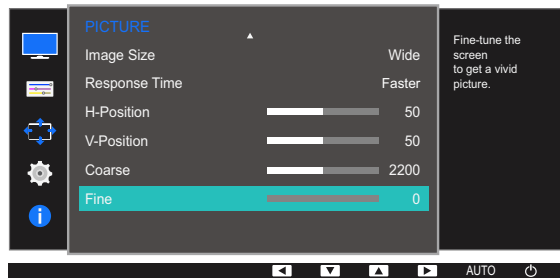 PICTURE
Image Size Wide
Response Time Faster
H-Position 50
V-Position 50
Coarse 2200
Fine 0
Fine-tune the
screen
to get a vivid
picture.
AUTO